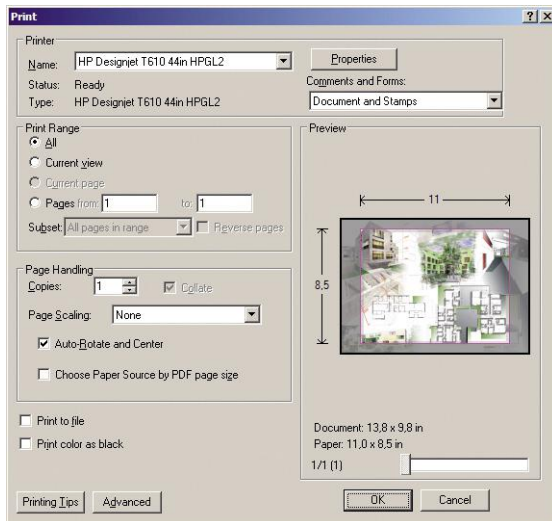 Print
Printer
Name: HP Designjet T610 44in HPGL2
Properties
Status: Ready
Comments and Forms:
Type: HP Designjet T610 44in HPGL2
Document and Stamps
Print Range
All
Current view
Current page
Pages from: 1 to: 1
Subset: All pages in range Reverse pages
Page Handling
Copies: 1 Collate
Page Scaling: None
Auto-Rotate and Center
Choose Paper Source by PDF page size
Print to file
Print color as black
Preview
11
8,5
Document: 13,8 x 9,8 in
Paper: 11,0 x 8,5 in
1/1 (1)
Printing Tips Advanced OK Cancel